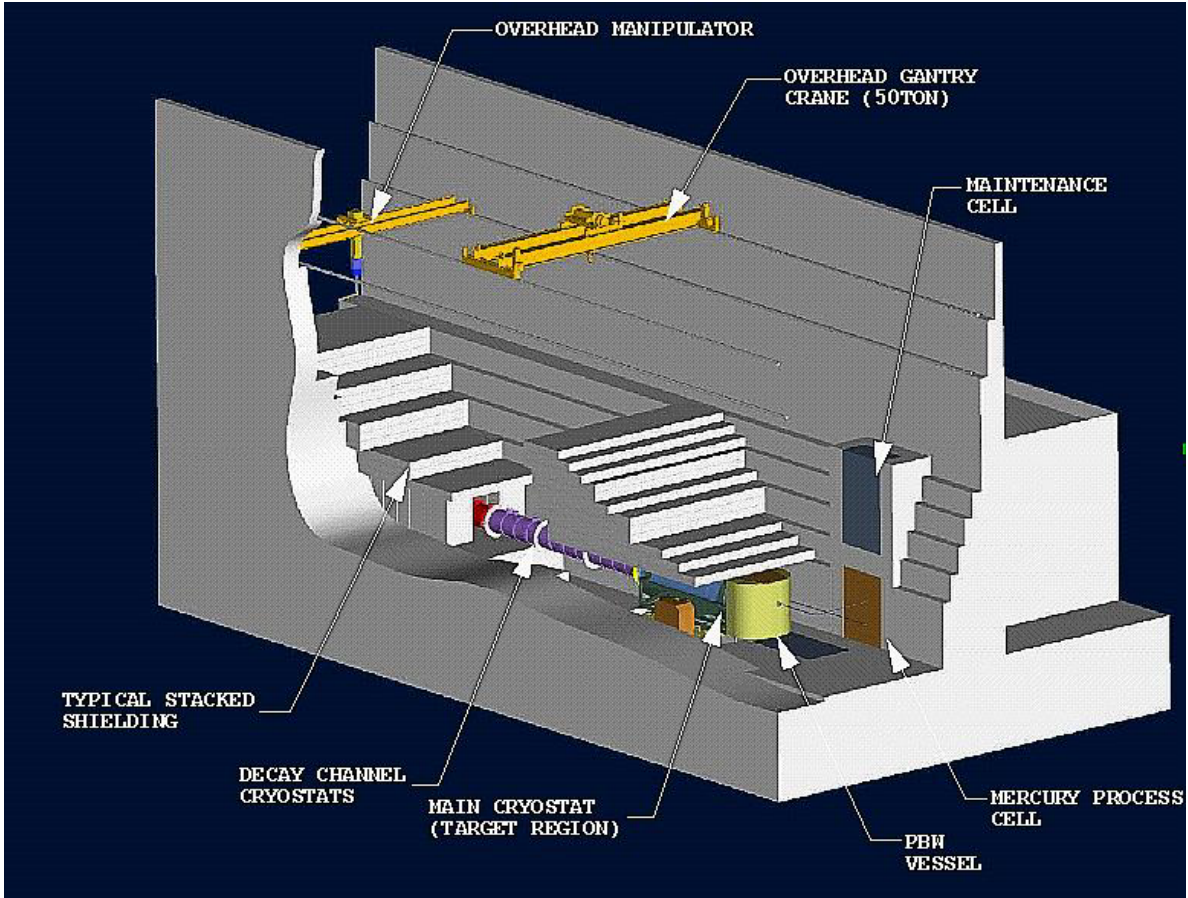 OVERHEAD MANIPULATOR
OVERHEAD GANTRY
CRANE (50TON)
MAINTENANCE
CELL
TYPICAL STACKED
SHIELDING
DECAY CHANNEL
CRYOSTATS
MAIN CRYOSTAT
(TARGET REGION)
MERCURY PROCESS
CELL
PBW
VESSEL